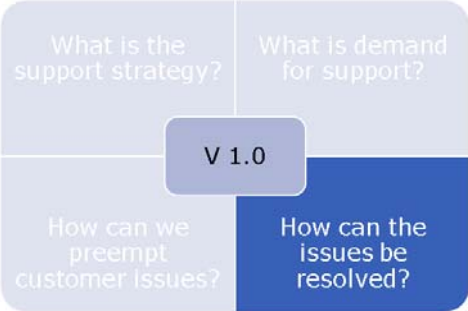 What is the
support strategy?
What is demand
for support?
V 1.0
How can we
preempt
customer issues?
How can the
issues be
resolved?